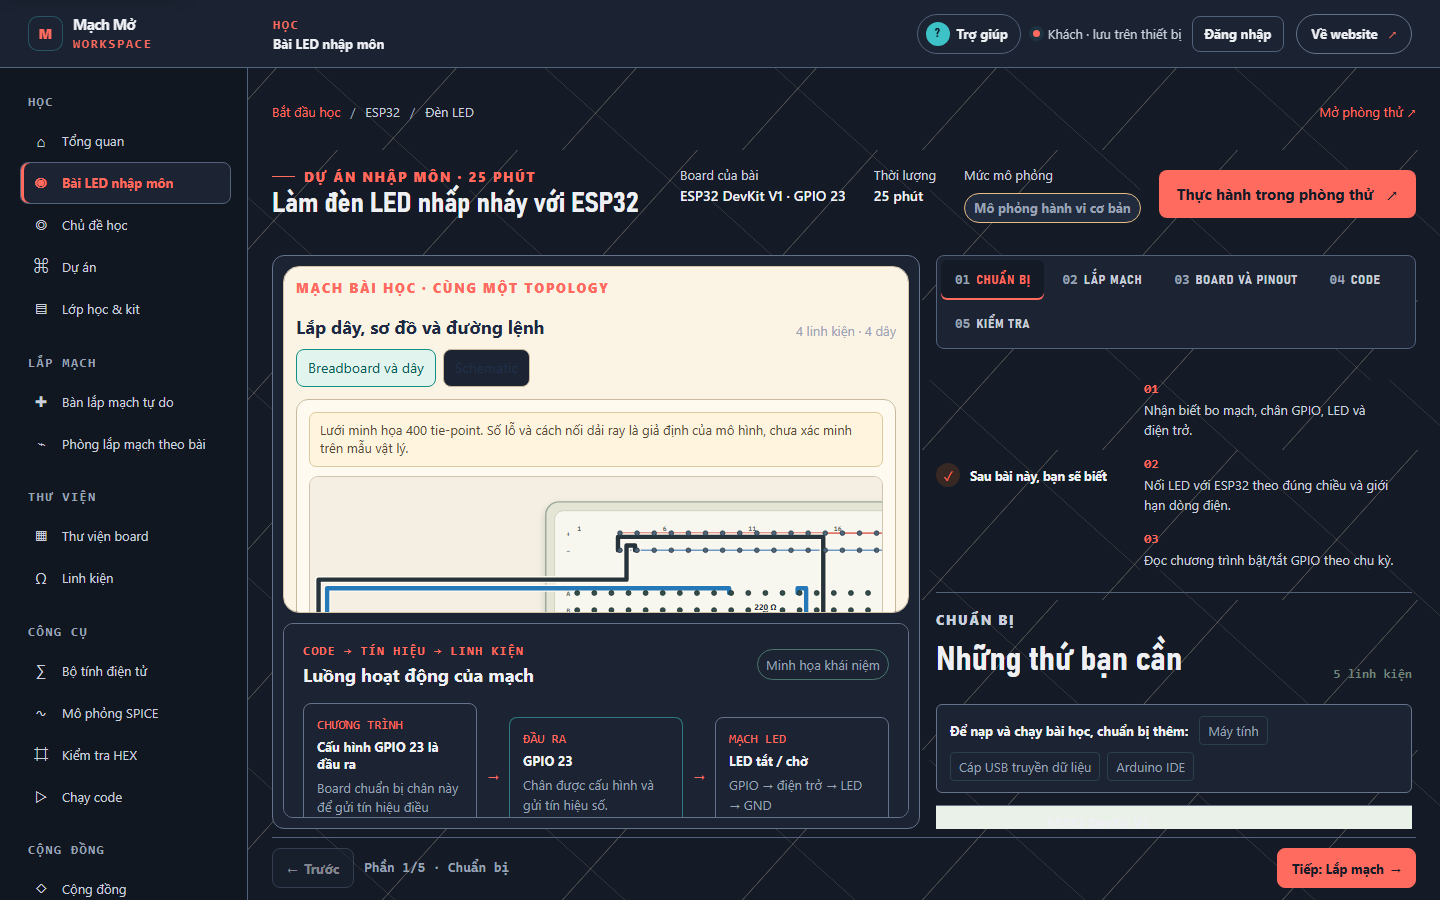 M
Mạch Mở
WORKSPACE
HỌC
Bài LED nhập môn
? Trợ giúp
Khách · lưu trên thiết bị
Đăng nhập
Về website ↗
HỌC
Tổng quan
Bài LED nhập môn
Chủ đề học
Dự án
Lớp học & kit
LẮP MẠCH
Bàn lắp mạch tự do
Phòng lắp mạch theo bài
THƯ VIỆN
Thư viện board
Linh kiện
CÔNG CỤ
Bộ tính điện tử
Mô phỏng SPICE
Kiểm tra HEX
Chạy code
CỘNG ĐỒNG
Cộng đồng
Bắt đầu học / ESP32 / Đèn LED
Mở phòng thử ↗
DỰ ÁN NHẬP MÔN · 25 PHÚT
Làm đèn LED nhấp nháy với ESP32
Board của bài
ESP32 DevKit V1 · GPIO 23
Thời lượng
25 phút
Mức mô phỏng
Mô phỏng hành vi cơ bản
Thực hành trong phòng thử ↗
MẠCH BÀI HỌC · CÙNG MỘT TOPOLOGY
Lắp dây, sơ đồ và đường lệnh
4 linh kiện · 4 dây
Breadboard và dây
Schematic
Lưới minh họa 400 tie-point. Số lỗ và cách nối dải ray là giả định của mô hình, chưa xác minh
trên mẫu vật lý.
1 6 11 16
+
−
A
B
220 Ω
CODE → TÍN HIỆU → LINH KIỆN
Luồng hoạt động của mạch
Minh họa khái niệm
CHƯƠNG TRÌNH
Cấu hình GPIO 23 là
đầu ra
Board chuẩn bị chân này
để gửi tín hiệu điều
→
ĐẦU RA
GPIO 23
Chân được cấu hình và
gửi tín hiệu số.
→
MẠCH LED
LED tắt / chờ
GPIO → điện trở → LED
→ GND
01 CHUẨN BỊ
02 LẮP MẠCH
03 BOARD VÀ PINOUT
04 CODE
05 KIỂM TRA
✓ Sau bài này, bạn sẽ biết
01
Nhận biết bo mạch, chân GPIO, LED và
điện trở.
02
Nối LED với ESP32 theo đúng chiều và giới
hạn dòng điện.
03
Đọc chương trình bật/tắt GPIO theo chu kỳ.
CHUẨN BỊ
Những thứ bạn cần
5 linh kiện
Để nạp và chạy bài học, chuẩn bị thêm:
Máy tính
Cáp USB truyền dữ liệu
Arduino IDE
← Trước
Phần 1/5 · Chuẩn bị
Tiếp: Lắp mạch →